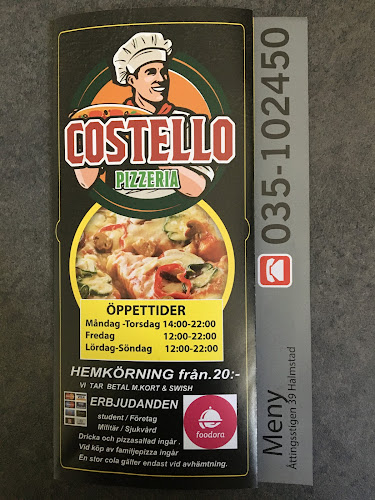 COSTELLO
PIZZERIA
ÖPPETTIDER
Måndag -Torsdag 14:00-22:00
Fredag 12:00-22:00
Lördag-Söndag 12:00-22:00
HEMKÖRNING från.20:-
VI TAR BETAL M.KORT & SWISH
ERBJUDANDEN
student / Företag
Militär / Sjukvård
Dricka och pizzasallad ingår .
Vid köp av familjepizza ingår
En stor cola gäller endast vid avhämtning.
foodora
035-102450
Meny
Åttingsstigen 39 Halmstad